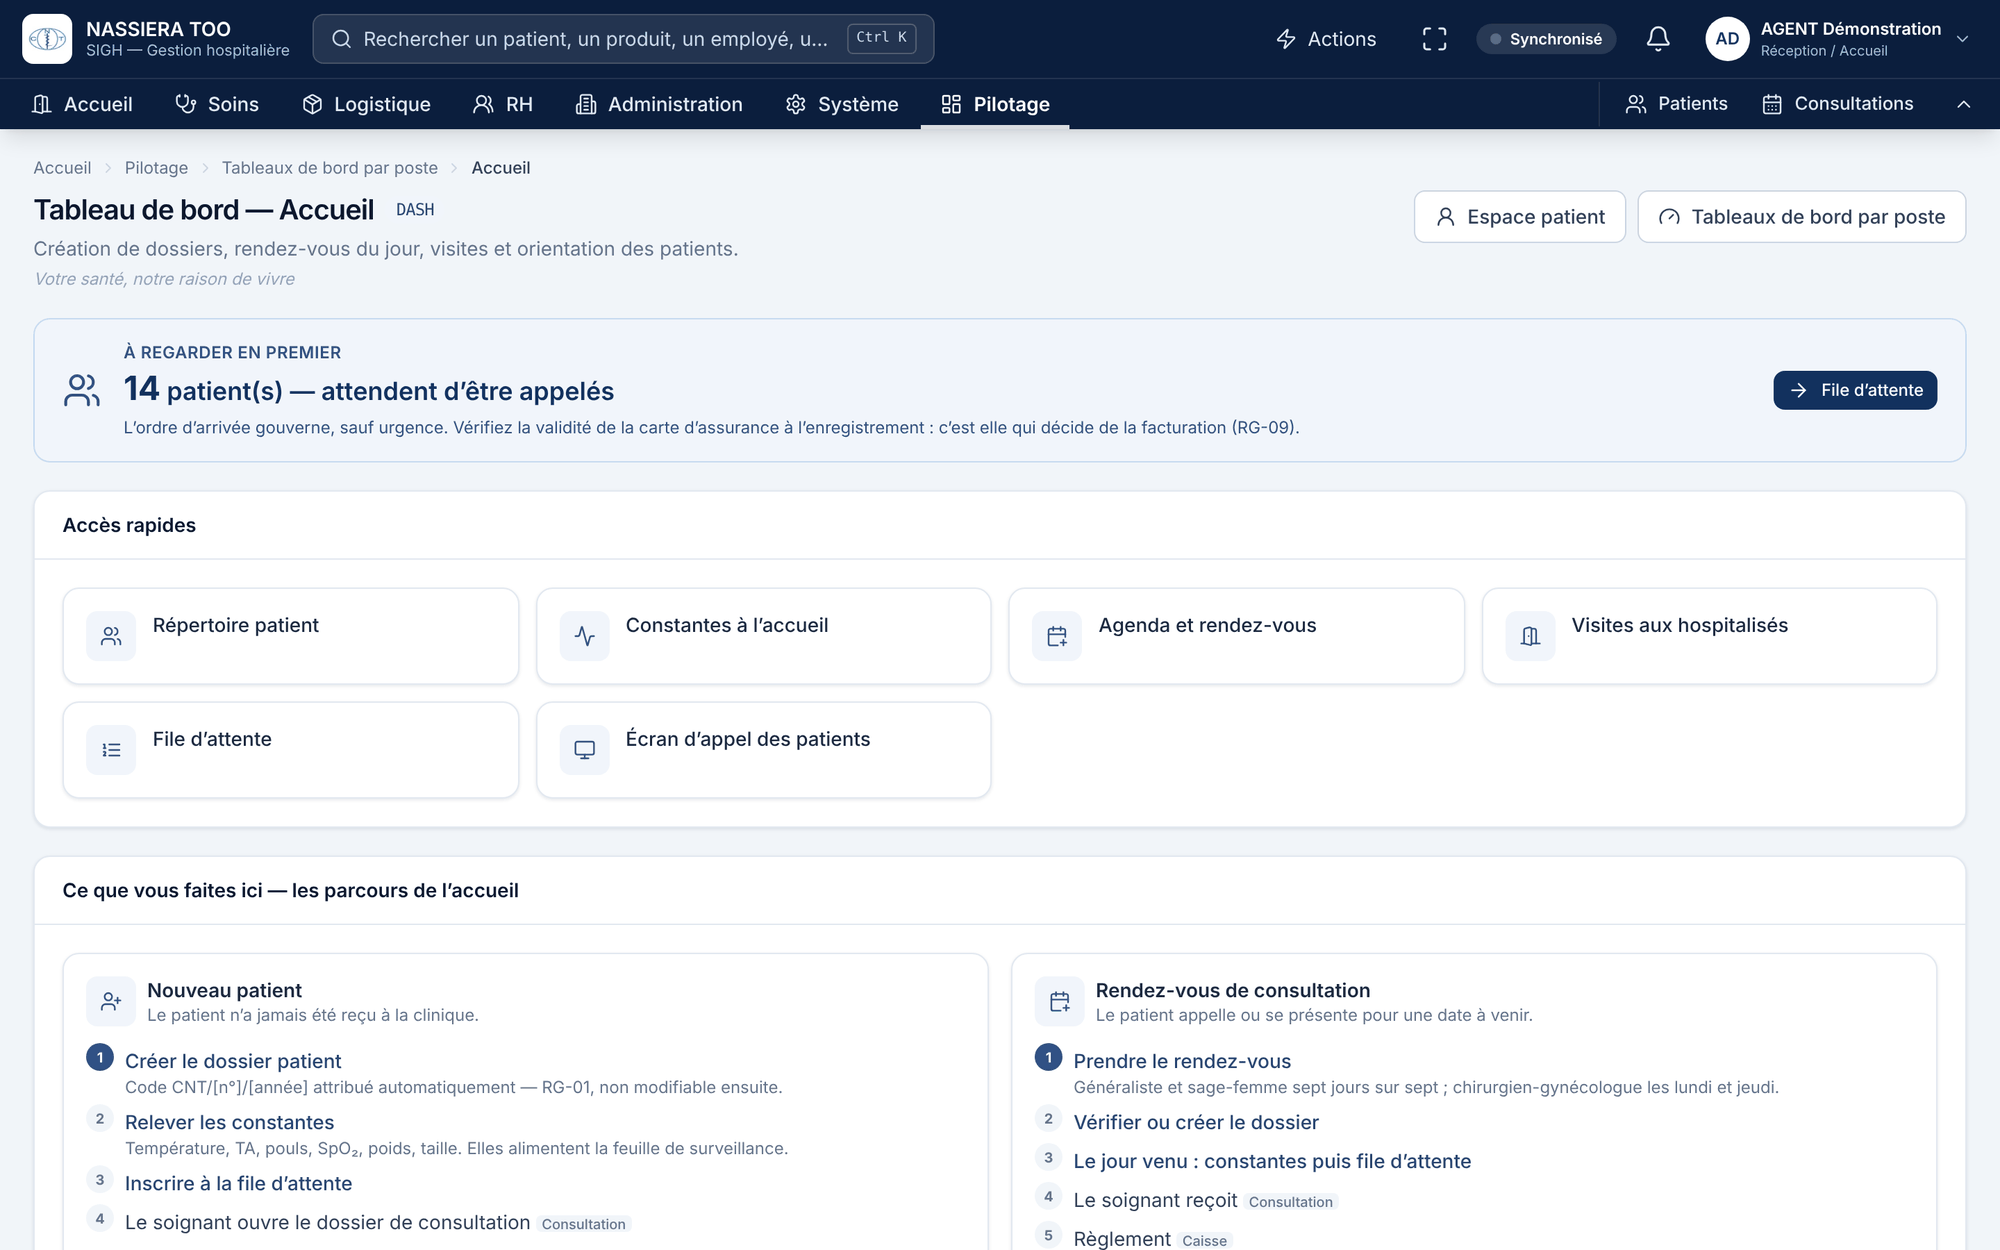 NASSIERA TOO
SIGH — Gestion hospitalière
Rechercher un patient, un produit, un employé, u...
Ctrl K
Actions
Synchronisé
AD
AGENT Démonstration
Réception / Accueil
Accueil
Soins
Logistique
RH
Administration
Système
Pilotage
Patients
Consultations
Accueil > Pilotage > Tableaux de bord par poste > Accueil
Tableau de bord — Accueil DASH
Création de dossiers, rendez-vous du jour, visites et orientation des patients.
Votre santé, notre raison de vivre
Espace patient
Tableaux de bord par poste
À REGARDER EN PREMIER
14 patient(s) — attendent d’être appelés
L’ordre d’arrivée gouverne, sauf urgence. Vérifiez la validité de la carte d’assurance à l’enregistrement : c’est elle qui décide de la facturation (RG-09).
File d’attente
Accès rapides
Répertoire patient
Constantes à l’accueil
Agenda et rendez-vous
Visites aux hospitalisés
File d’attente
Écran d’appel des patients
Ce que vous faites ici — les parcours de l’accueil
Nouveau patient
Le patient n’a jamais été reçu à la clinique.
1 Créer le dossier patient
Code CNT/[n°]/[année] attribué automatiquement — RG-01, non modifiable ensuite.
2 Relever les constantes
Température, TA, pouls, SpO₂, poids, taille. Elles alimentent la feuille de surveillance.
3 Inscrire à la file d’attente
4 Le soignant ouvre le dossier de consultation Consultation
Rendez-vous de consultation
Le patient appelle ou se présente pour une date à venir.
1 Prendre le rendez-vous
Généraliste et sage-femme sept jours sur sept ; chirurgien-gynécologue les lundi et jeudi.
2 Vérifier ou créer le dossier
3 Le jour venu : constantes puis file d’attente
4 Le soignant reçoit Consultation
5 Règlement Caisse